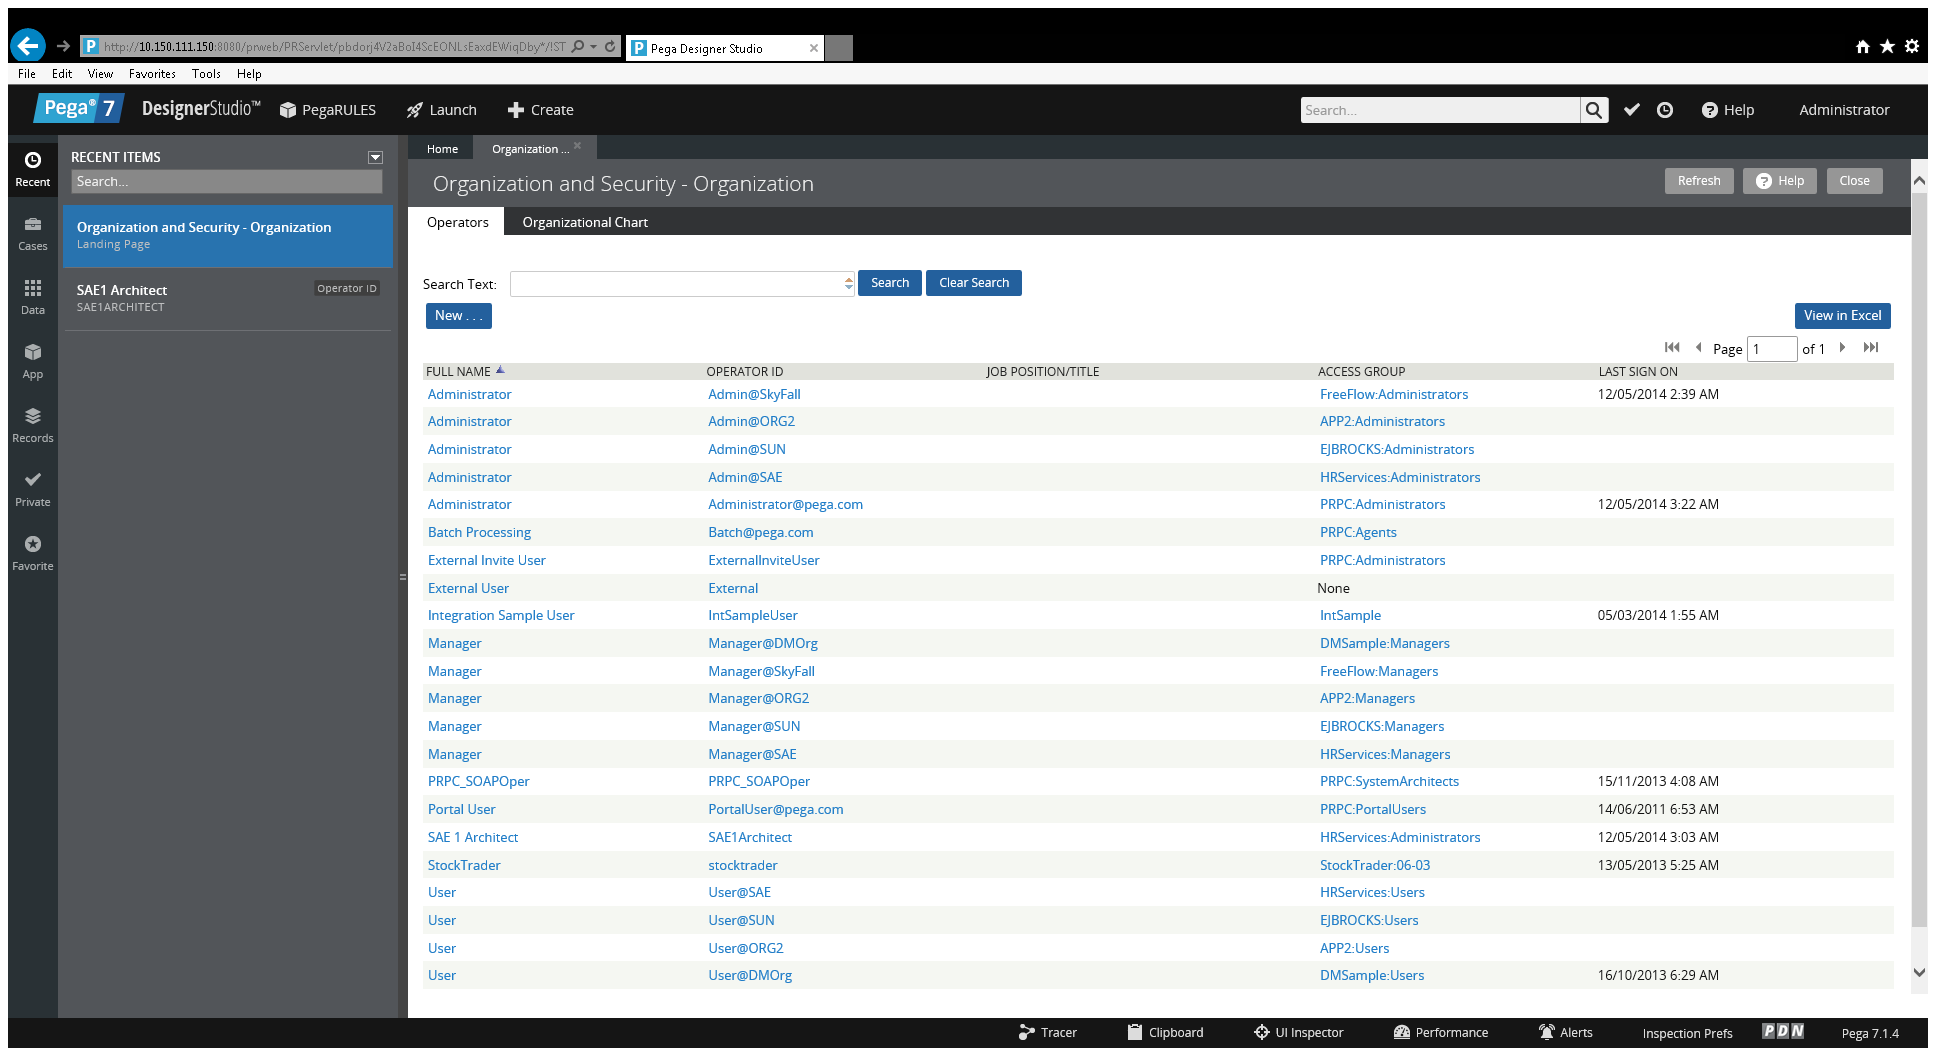 http://10.150.111.150:8080/prweb/PRServlet/pbdorj4V2aBoI4ScEONLsEaxdEWiqDby*/!ST
Pega Designer Studio
File Edit View Favorites Tools Help
Pega® 7 DesignerStudio™ PegaRULES Launch Create Search... Help Administrator
Recent
Cases
Data
App
Records
Private
Favorite
RECENT ITEMS
Search...
Organization and Security - Organization
Landing Page
SAE1 Architect Operator ID
SAE1ARCHITECT
Home Organization ...
Organization and Security - Organization Refresh Help Close
Operators Organizational Chart
Search Text: Search Clear Search
New . . . View in Excel
Page 1 of 1
FULL NAME OPERATOR ID JOB POSITION/TITLE ACCESS GROUP LAST SIGN ON
Administrator Admin@SkyFall FreeFlow:Administrators 12/05/2014 2:39 AM
Administrator Admin@ORG2 APP2:Administrators
Administrator Admin@SUN EJBROCKS:Administrators
Administrator Admin@SAE HRServices:Administrators
Administrator Administrator@pega.com PRPC:Administrators 12/05/2014 3:22 AM
Batch Processing Batch@pega.com PRPC:Agents
External Invite User ExternalInviteUser PRPC:Administrators
External User External None
Integration Sample User IntSampleUser IntSample 05/03/2014 1:55 AM
Manager Manager@DMOrg DMSample:Managers
Manager Manager@SkyFall FreeFlow:Managers
Manager Manager@ORG2 APP2:Managers
Manager Manager@SUN EJBROCKS:Managers
Manager Manager@SAE HRServices:Managers
PRPC_SOAPOper PRPC_SOAPOper PRPC:SystemArchitects 15/11/2013 4:08 AM
Portal User PortalUser@pega.com PRPC:PortalUsers 14/06/2011 6:53 AM
SAE 1 Architect SAE1Architect HRServices:Administrators 12/05/2014 3:03 AM
StockTrader stocktrader StockTrader:06-03 13/05/2013 5:25 AM
User User@SAE HRServices:Users
User User@SUN EJBROCKS:Users
User User@ORG2 APP2:Users
User User@DMOrg DMSample:Users 16/10/2013 6:29 AM
Tracer Clipboard UI Inspector Performance Alerts Inspection Prefs PDN Pega 7.1.4